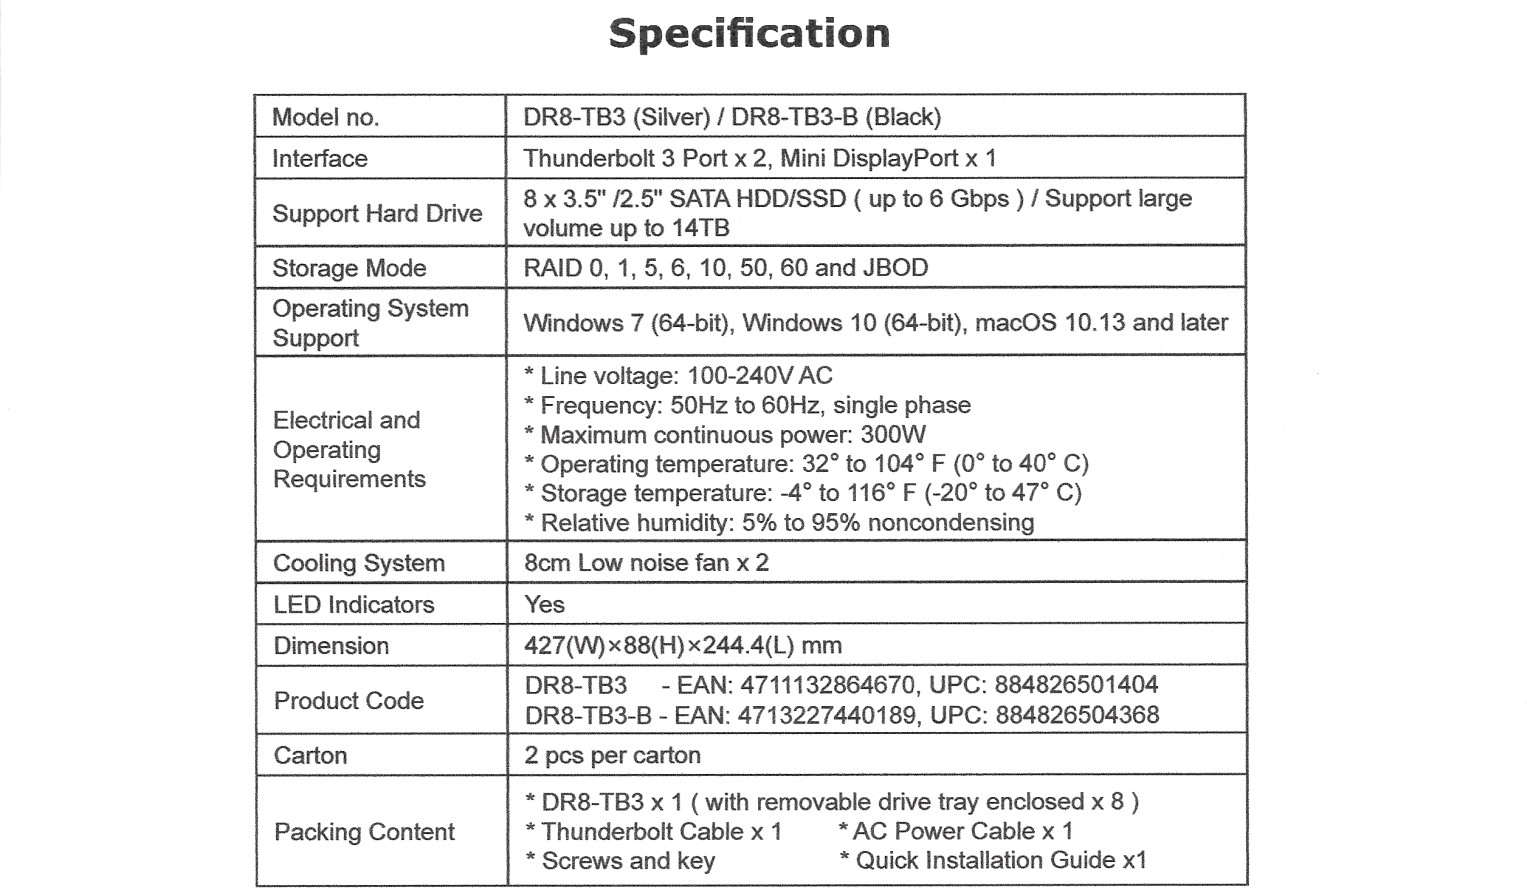 Specification
Model no. DR8-TB3 (Silver) / DR8-TB3-B (Black)
Interface Thunderbolt 3 Port x 2, Mini DisplayPort x 1
Support Hard Drive 8 x 3.5" /2.5" SATA HDD/SSD ( up to 6 Gbps ) / Support large
volume up to 14TB
Storage Mode RAID 0, 1, 5, 6, 10, 50, 60 and JBOD
Operating System
Support
Windows 7 (64-bit), Windows 10 (64-bit), macOS 10.13 and later
Electrical and
Operating
Requirements
* Line voltage: 100-240V AC
* Frequency: 50Hz to 60Hz, single phase
* Maximum continuous power: 300W
* Operating temperature: 32° to 104° F (0° to 40° C)
* Storage temperature: -4° to 116° F (-20° to 47° C)
* Relative humidity: 5% to 95% noncondensing
Cooling System 8cm Low noise fan x 2
LED Indicators Yes
Dimension 427(W)×88(H)×244.4(L) mm
Product Code
DR8-TB3 - EAN: 4711132864670, UPC: 884826501404
DR8-TB3-B - EAN: 4713227440189, UPC: 884826504368
Carton 2 pcs per carton
Packing Content
* DR8-TB3 x 1 ( with removable drive tray enclosed x 8 )
* Thunderbolt Cable x 1 * AC Power Cable x 1
* Screws and key * Quick Installation Guide x1